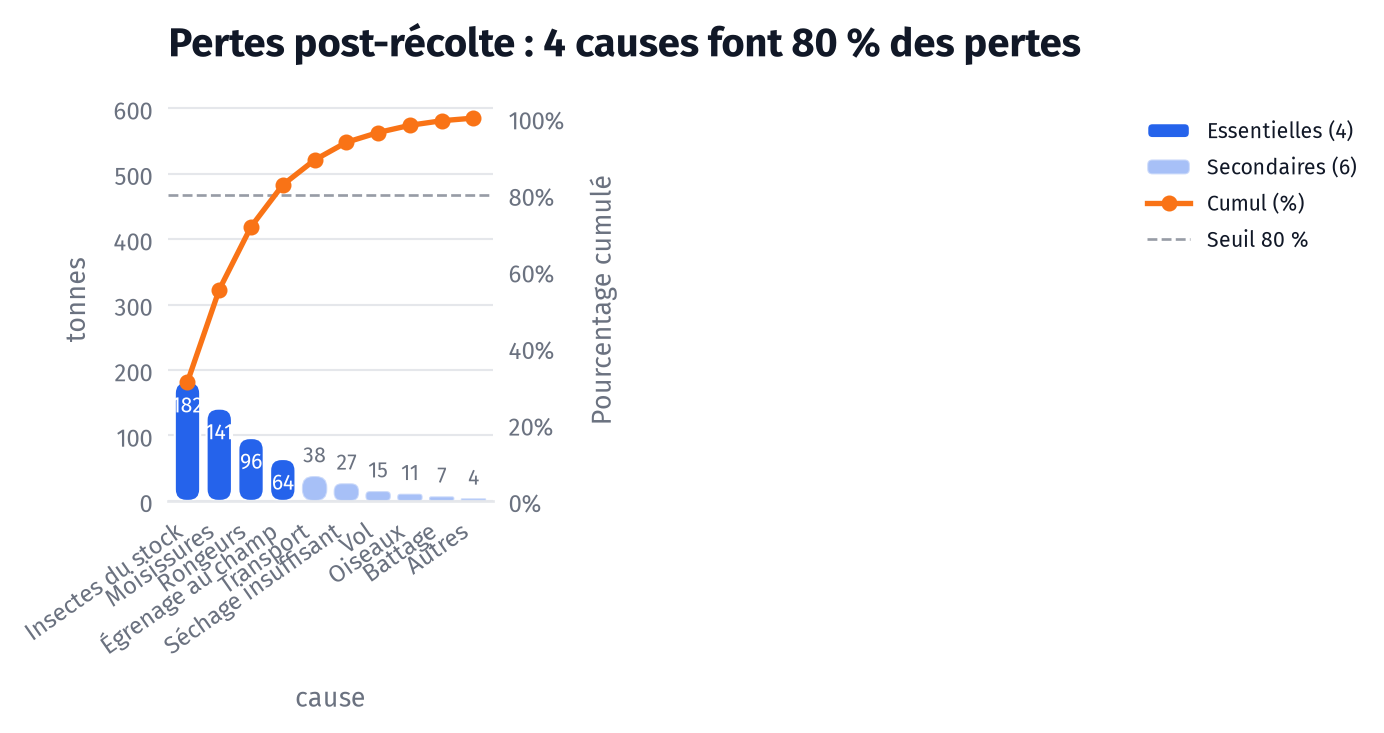 Pertes post-récolte : 4 causes font 80 % des pertes
600
500
400
300
200
100
0
tonnes
100%
80%
60%
40%
20%
0%
Pourcentage cumulé
182
141
96
64
38
27
15
11
7
4
Insectes du stock
Moisissures
Rongeurs
Égrenage au champ
Transport
Séchage insuffisant
Vol
Oiseaux
Battage
Autres
cause
Essentielles (4)
Secondaires (6)
Cumul (%)
Seuil 80 %